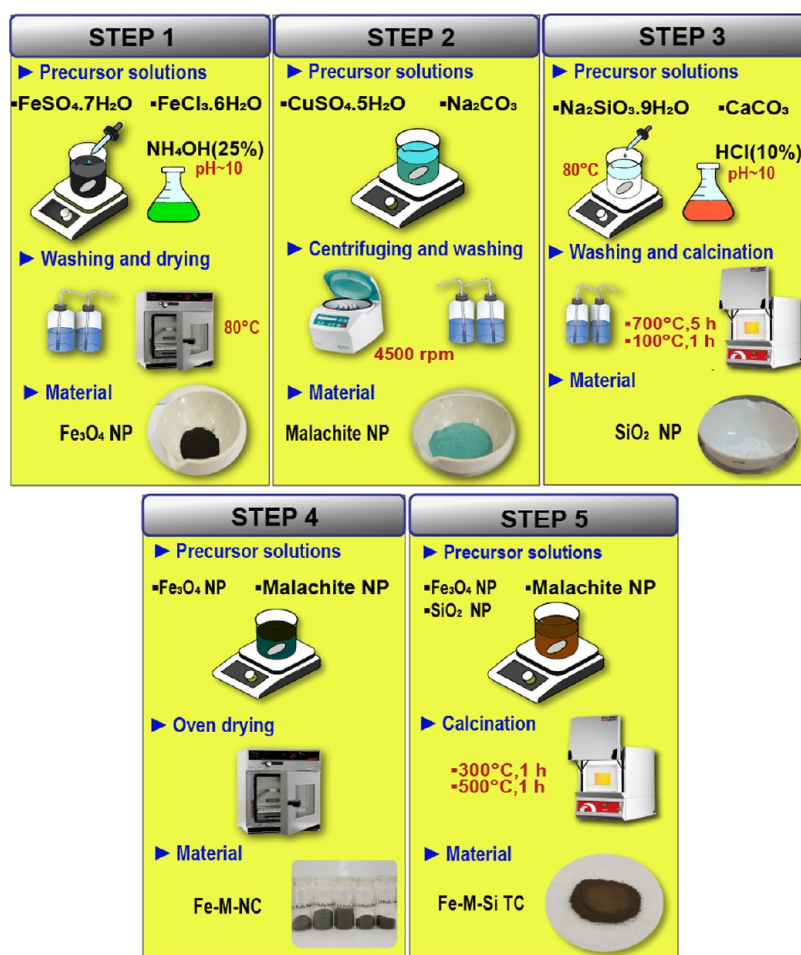 STEP 1
► Precursor solutions
▪FeSO₄.7H₂O ▪FeCl₃.6H₂O
NH₄OH(25%)
pH~10
► Washing and drying
80°C
► Material
Fe₃O₄ NP
STEP 2
► Precursor solutions
▪CuSO₄.5H₂O ▪Na₂CO₃
► Centrifuging and washing
4500 rpm
► Material
Malachite NP
STEP 3
► Precursor solutions
▪Na₂SiO₃.9H₂O ▪CaCO₃
HCl(10%)
80°C
pH~10
► Washing and calcination
▪700°C,5 h
▪100°C,1 h
► Material
SiO₂ NP
STEP 4
► Precursor solutions
▪Fe₃O₄ NP ▪Malachite NP
► Oven drying
► Material
Fe-M-NC
STEP 5
► Precursor solutions
▪Fe₃O₄ NP ▪Malachite NP
▪SiO₂ NP
► Calcination
▪300°C,1 h
▪500°C,1 h
► Material
Fe-M-Si TC